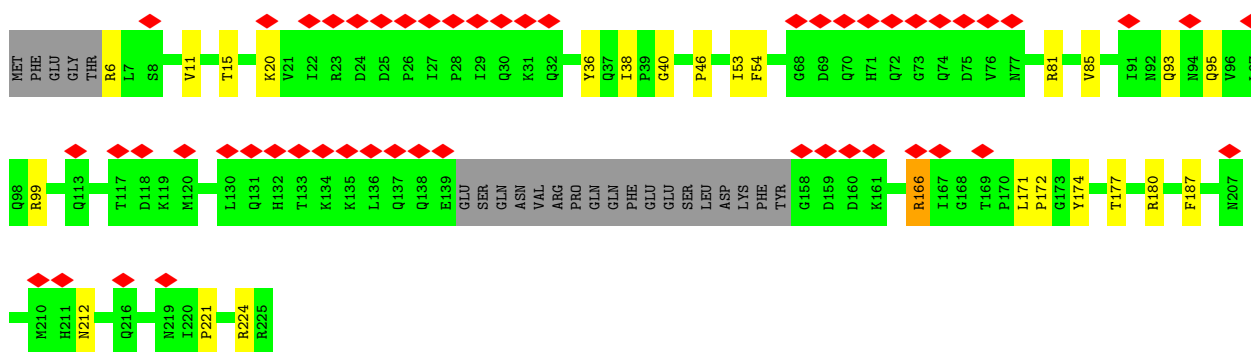 MET PHE GLU GLY THR R6 L7 S8 V11 T15 K20 V21 I22 R23 D24 D25 P26 I27 P28 I29 Q30 K31 Q32 Y36 Q37 I38 P39 G40 P46 I53 F54 G68 D69 Q70 H71 Q72 G73 Q74 D75 V76 N77 R81 V85 I91 N92 Q93 N94 Q95 V96
Q98 R99 Q113 T117 D118 K119 M120 L130 Q131 H132 T133 K134 K135 L136 Q137 Q138 E139 GLU SER GLN ASN VAL ARG PRO GLN GLN PHE GLU GLU SER LEU ASP LYS PHE TYR G158 D159 D160 K161 R166 I167 G168 T169 P170 L171 P172 G173 Y174 T177 R180 F187 N207
M210 H211 N212 Q216 N219 I220 P221 R224 R225